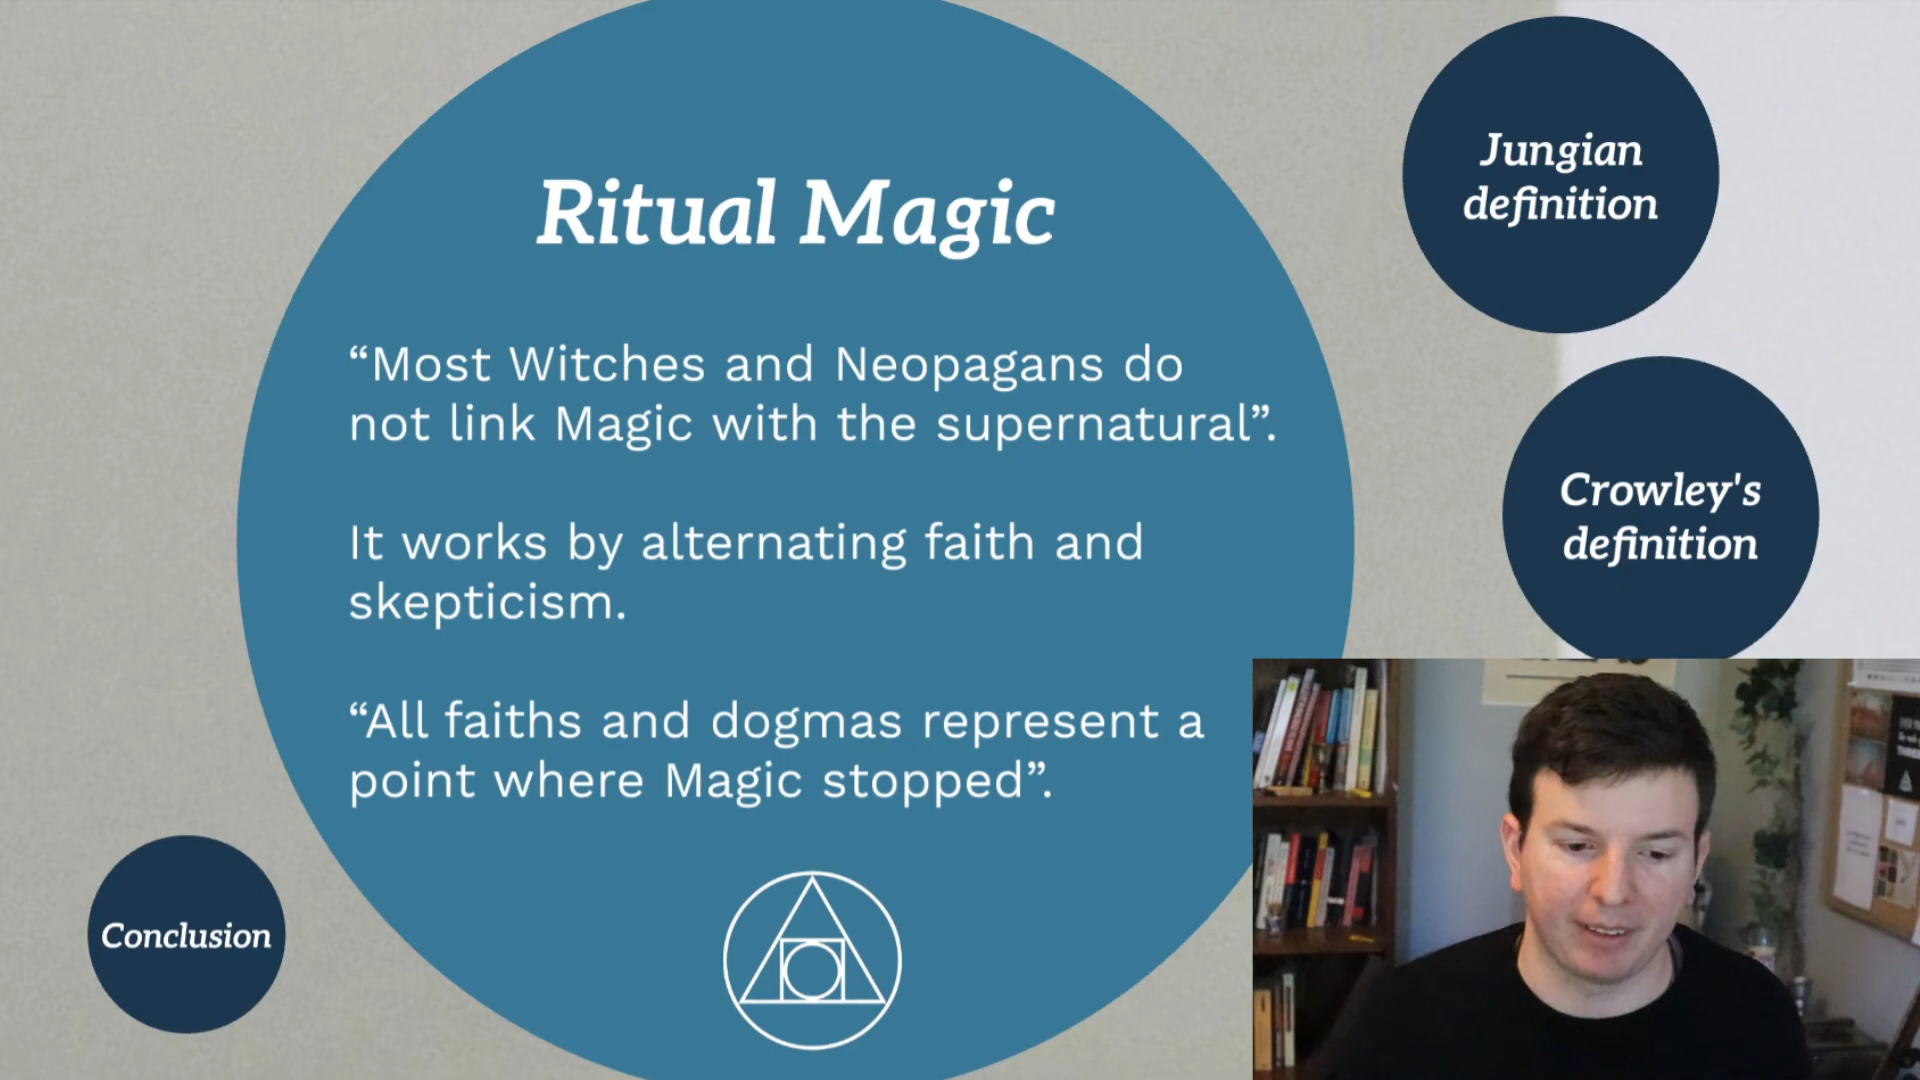 Ritual Magic
“Most Witches and Neopagans do
not link Magic with the supernatural”.
It works by alternating faith and
skepticism.
“All faiths and dogmas represent a
point where Magic stopped”.
Jungian
definition
Crowley's
definition
Conclusion